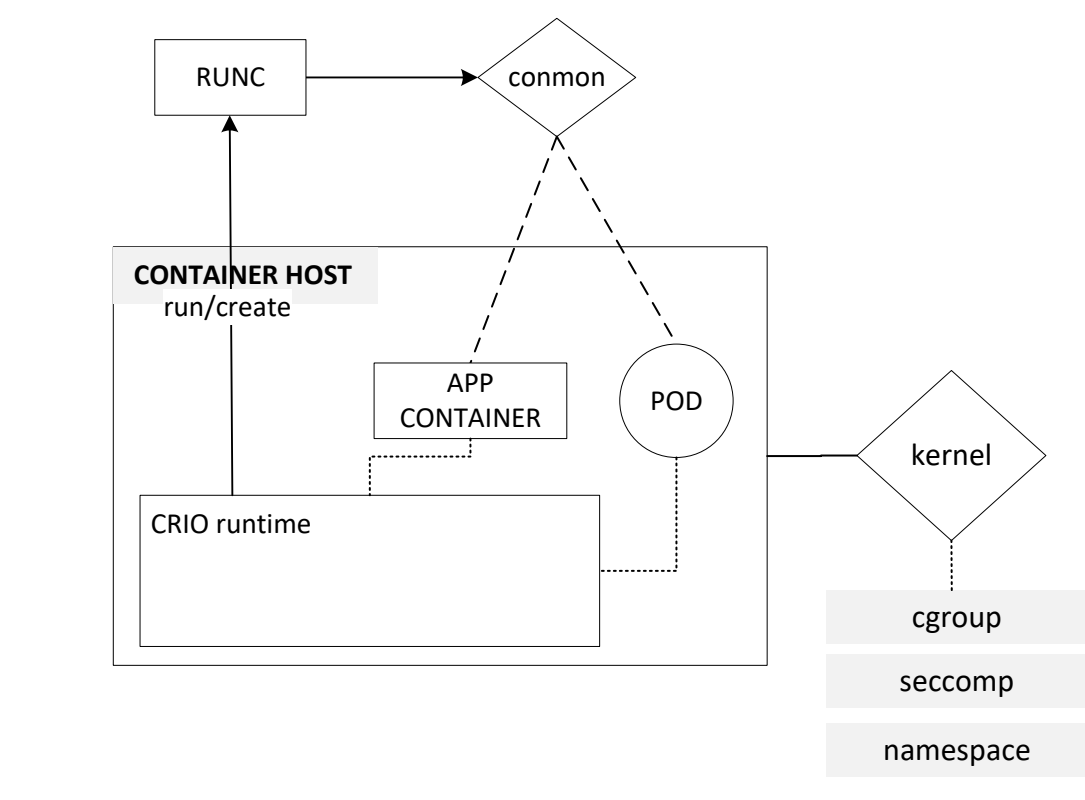 RUNC
conmon
CONTAINER HOST
run/create
APP
CONTAINER
POD
kernel
CRIO runtime
cgroup
seccomp
namespace